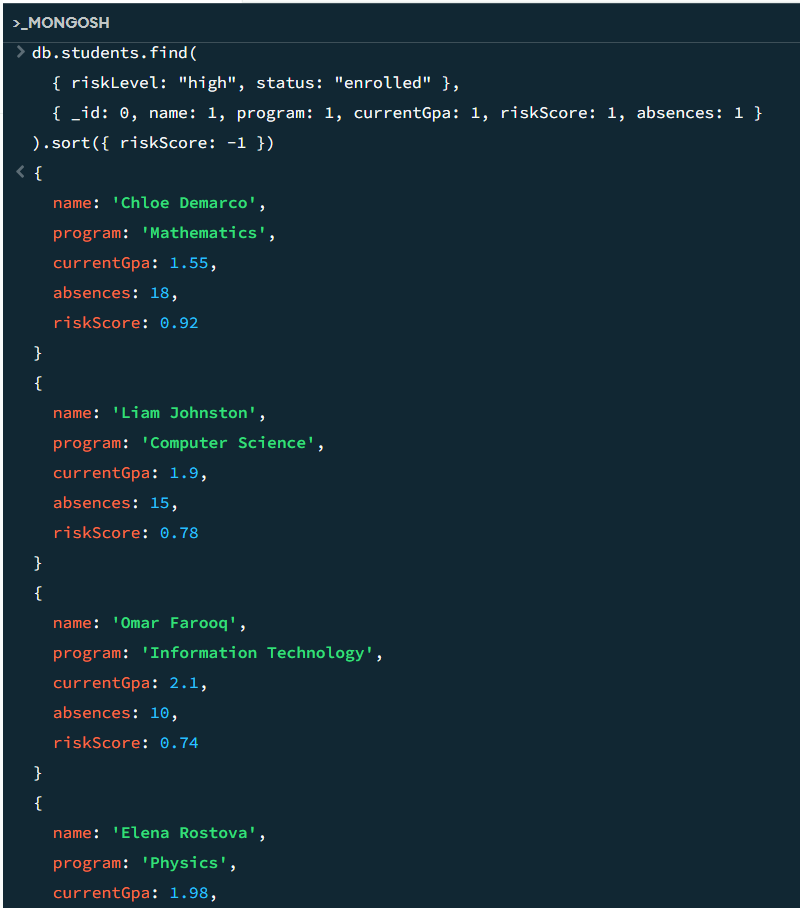 >_MONGOSH
> db.students.find(
{ riskLevel: "high", status: "enrolled" },
{ _id: 0, name: 1, program: 1, currentGpa: 1, riskScore: 1, absences: 1 }
).sort({ riskScore: -1 })
< {
name: 'Chloe Demarco',
program: 'Mathematics',
currentGpa: 1.55,
absences: 18,
riskScore: 0.92
}
{
name: 'Liam Johnston',
program: 'Computer Science',
currentGpa: 1.9,
absences: 15,
riskScore: 0.78
}
{
name: 'Omar Farooq',
program: 'Information Technology',
currentGpa: 2.1,
absences: 10,
riskScore: 0.74
}
{
name: 'Elena Rostova',
program: 'Physics',
currentGpa: 1.98,